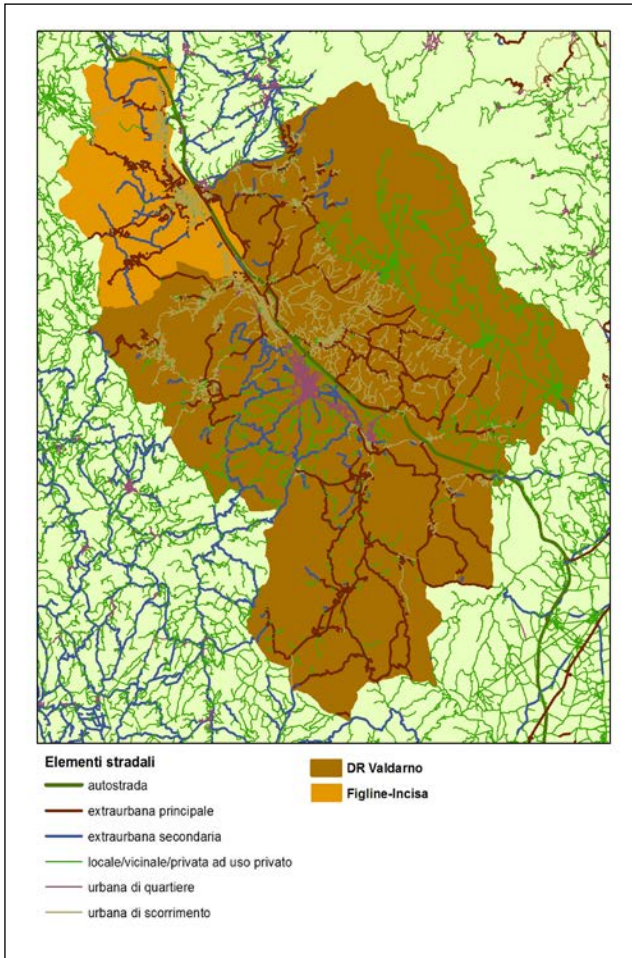 Elementi stradali
autostrada
extraurbana principale
extraurbana secondaria
locale/vicinale/privata ad uso privato
urbana di quartiere
urbana di scorrimento
DR Valdarno
Figline-Incisa